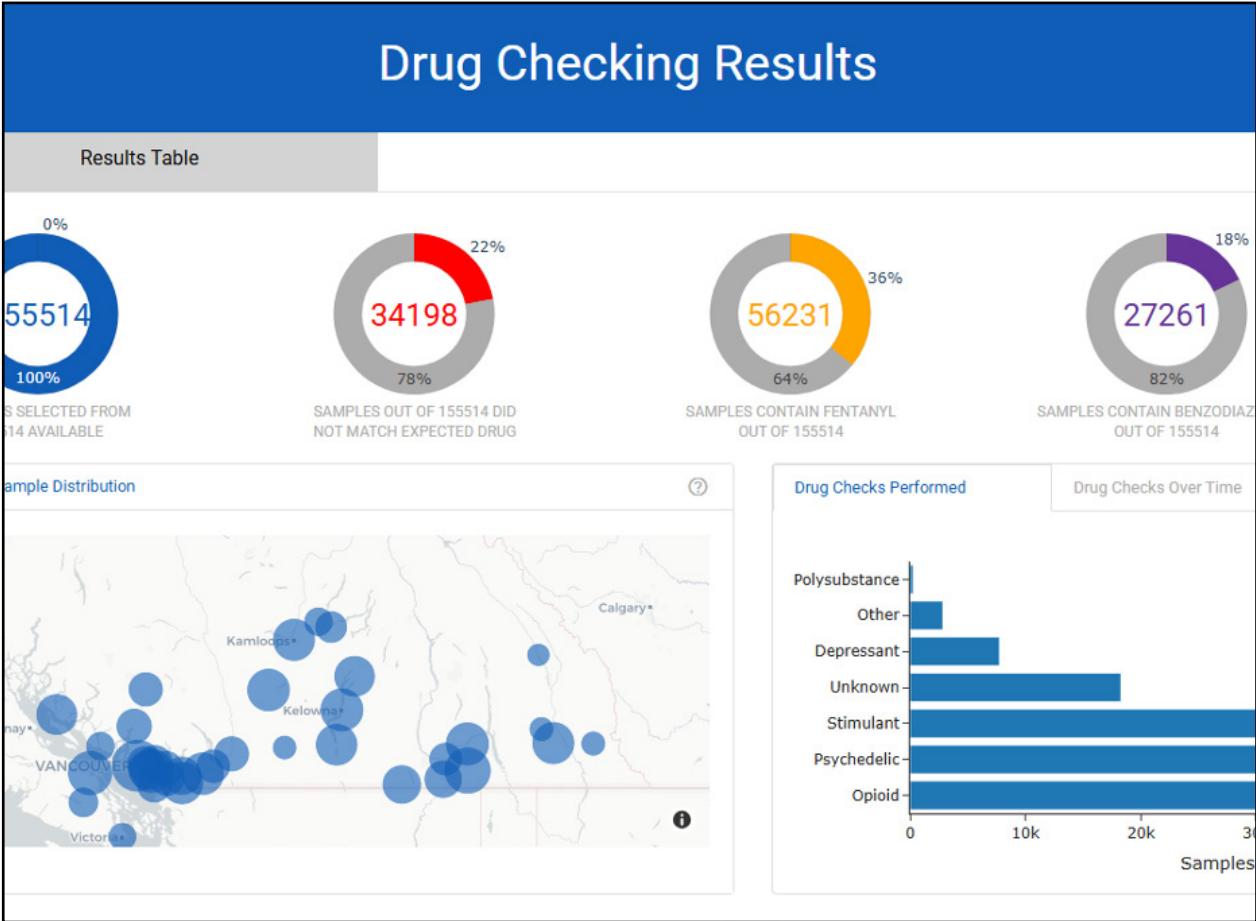 Drug Checking Results
Results Table
0%
55514
100%
S SELECTED FROM
14 AVAILABLE
22%
34198
78%
SAMPLES OUT OF 155514 DID
NOT MATCH EXPECTED DRUG
36%
56231
64%
SAMPLES CONTAIN FENTANYL
OUT OF 155514
18%
27261
82%
SAMPLES CONTAIN BENZODIAZ
OUT OF 155514
ample Distribution
Calgary
Kamloops
Kelowna
nay
VANCOUVER
Victoria
Drug Checks Performed
Drug Checks Over Time
Polysubstance
Other
Depressant
Unknown
Stimulant
Psychedelic
Opioid
0 10k 20k 30
Samples